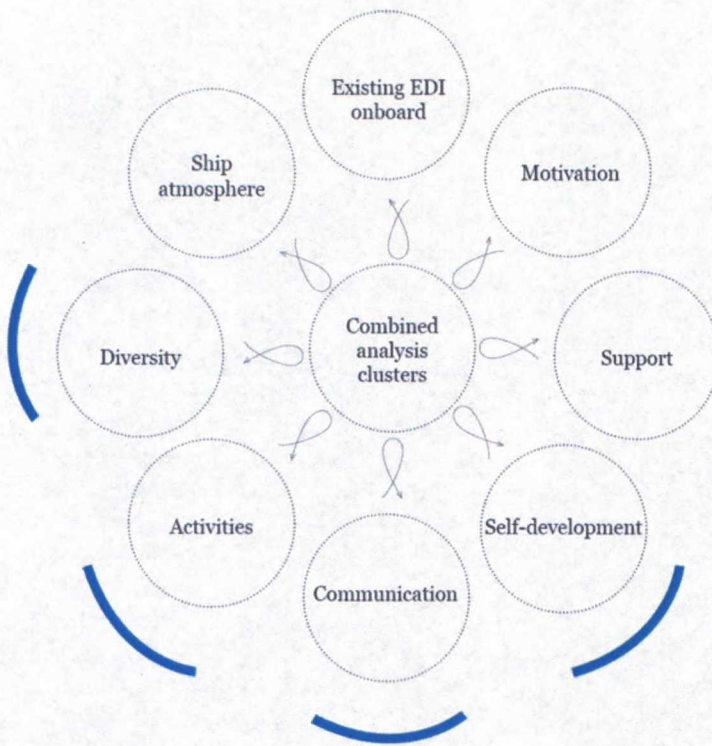 Existing EDI
onboard
Ship
atmosphere
Motivation
Combined
analysis
clusters
Diversity
Support
Activities
Self-development
Communication